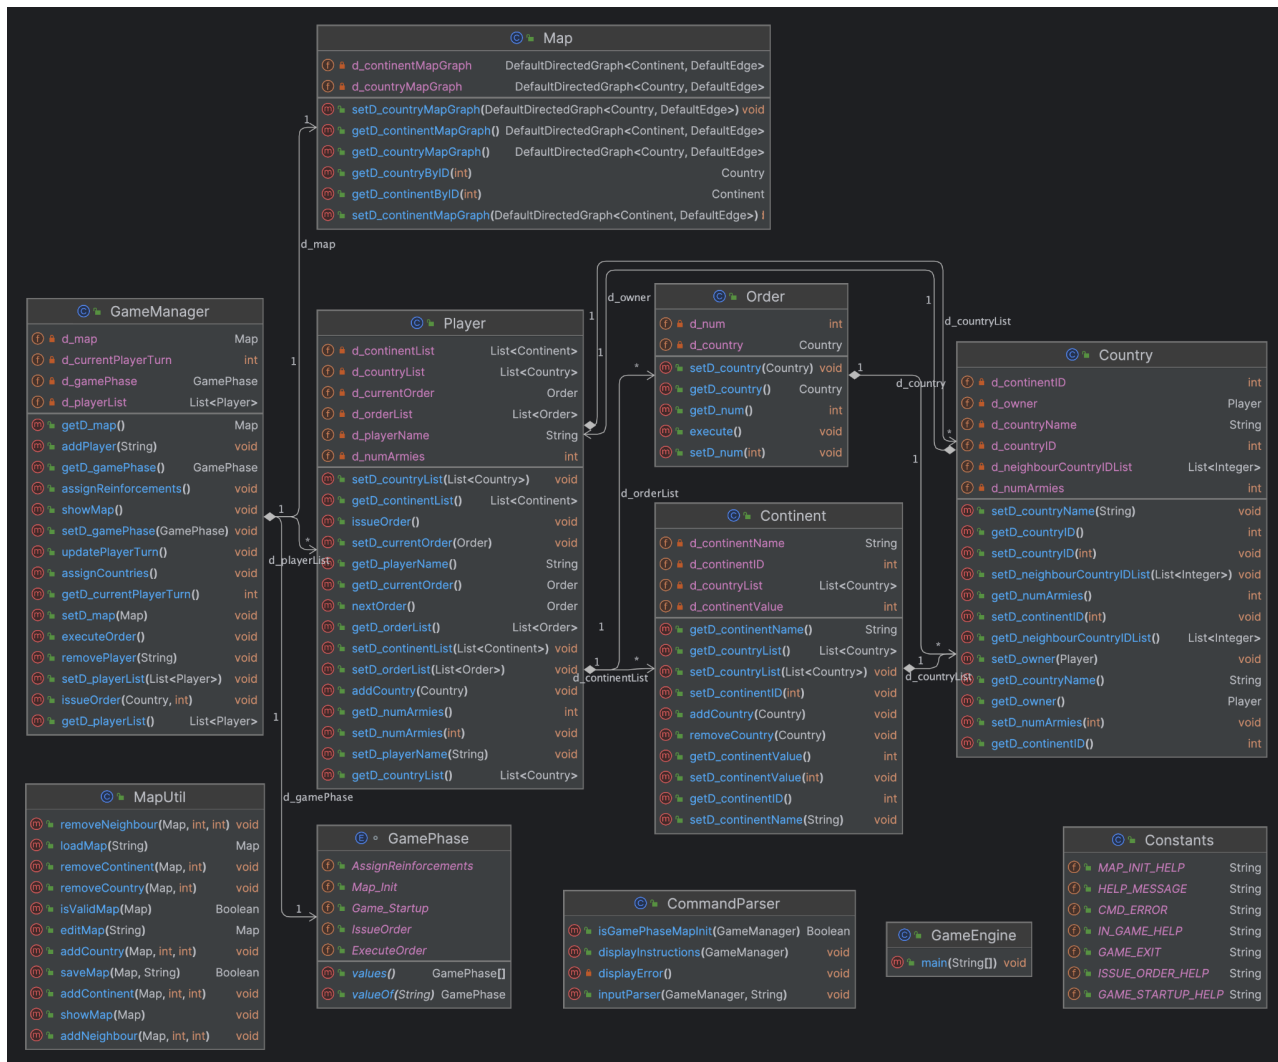 Map
d_continentMapGraph DefaultDirectedGraph<Continent, DefaultEdge>
d_countryMapGraph DefaultDirectedGraph<Country, DefaultEdge>
setD_countryMapGraph(DefaultDirectedGraph<Country, DefaultEdge>) void
getD_continentMapGraph() DefaultDirectedGraph<Continent, DefaultEdge>
getD_countryMapGraph() DefaultDirectedGraph<Country, DefaultEdge>
getD_countryByID(int) Country
getD_continentByID(int) Continent
setD_continentMapGraph(DefaultDirectedGraph<Continent, DefaultEdge>)
1
d_map
1
GameManager
d_map Map
d_currentPlayerTurn int
d_gamePhase GamePhase
d_playerList List<Player>
getD_map() Map
addPlayer(String) void
getD_gamePhase() GamePhase
assignReinforcements() void
showMap() void
setD_gamePhase(GamePhase) void
updatePlayerTurn() void
assignCountries() void
getD_currentPlayerTurn() int
setD_map(Map) void
executeOrder() void
removePlayer(String) void
setD_playerList(List<Player>) void
issueOrder(Country, int) void
getD_playerList() List<Player>
1
*
d_playerList
1
d_gamePhase
1
Player
d_continentList List<Continent>
d_countryList List<Country>
d_currentOrder Order
d_orderList List<Order>
d_playerName String
d_numArmies int
setD_countryList(List<Country>) void
getD_continentList() List<Continent>
issueOrder() void
setD_currentOrder(Order) void
getD_playerName() String
getD_currentOrder() Order
nextOrder() Order
getD_orderList() List<Order>
setD_continentList(List<Continent>) void
setD_orderList(List<Order>) void
addCountry(Country) void
getD_numArmies() int
setD_numArmies(int) void
setD_playerName(String) void
getD_countryList() List<Country>
d_owner
1
1
*
d_orderList
1
1
*
d_continentList
Order
d_num int
d_country Country
setD_country(Country) void
getD_country() Country
getD_num() int
execute() void
setD_num(int) void
1
d_country
1
1
d_countryList
*
Continent
d_continentName String
d_continentID int
d_countryList List<Country>
d_continentValue int
getD_continentName() String
getD_countryList() List<Country>
setD_countryList(List<Country>) void
setD_continentID(int) void
addCountry(Country) void
removeCountry(Country) void
getD_continentValue() int
setD_continentValue(int) void
getD_continentID() int
setD_continentName(String) void
1
*
d_countryList
Country
d_continentID int
d_owner Player
d_countryName String
d_countryID int
d_neighbourCountryIDList List<Integer>
d_numArmies int
setD_countryName(String) void
getD_countryID() int
setD_countryID(int) void
setD_neighbourCountryIDList(List<Integer>) void
getD_numArmies() int
setD_continentID(int) void
getD_neighbourCountryIDList() List<Integer>
setD_owner(Player) void
getD_countryName() String
getD_owner() Player
setD_numArmies(int) void
getD_continentID() int
MapUtil
removeNeighbour(Map, int, int) void
loadMap(String) Map
removeContinent(Map, int) void
removeCountry(Map, int) void
isValidMap(Map) Boolean
editMap(String) Map
addCountry(Map, int, int) void
saveMap(Map, String) Boolean
addContinent(Map, int, int) void
showMap(Map) void
addNeighbour(Map, int, int) void
GamePhase
AssignReinforcements
Map_Init
Game_Startup
IssueOrder
ExecuteOrder
values() GamePhase[]
valueOf(String) GamePhase
CommandParser
isGamePhaseMapInit(GameManager) Boolean
displayInstructions(GameManager) void
displayError() void
inputParser(GameManager, String) void
GameEngine
main(String[]) void
Constants
MAP_INIT_HELP String
HELP_MESSAGE String
CMD_ERROR String
IN_GAME_HELP String
GAME_EXIT String
ISSUE_ORDER_HELP String
GAME_STARTUP_HELP String